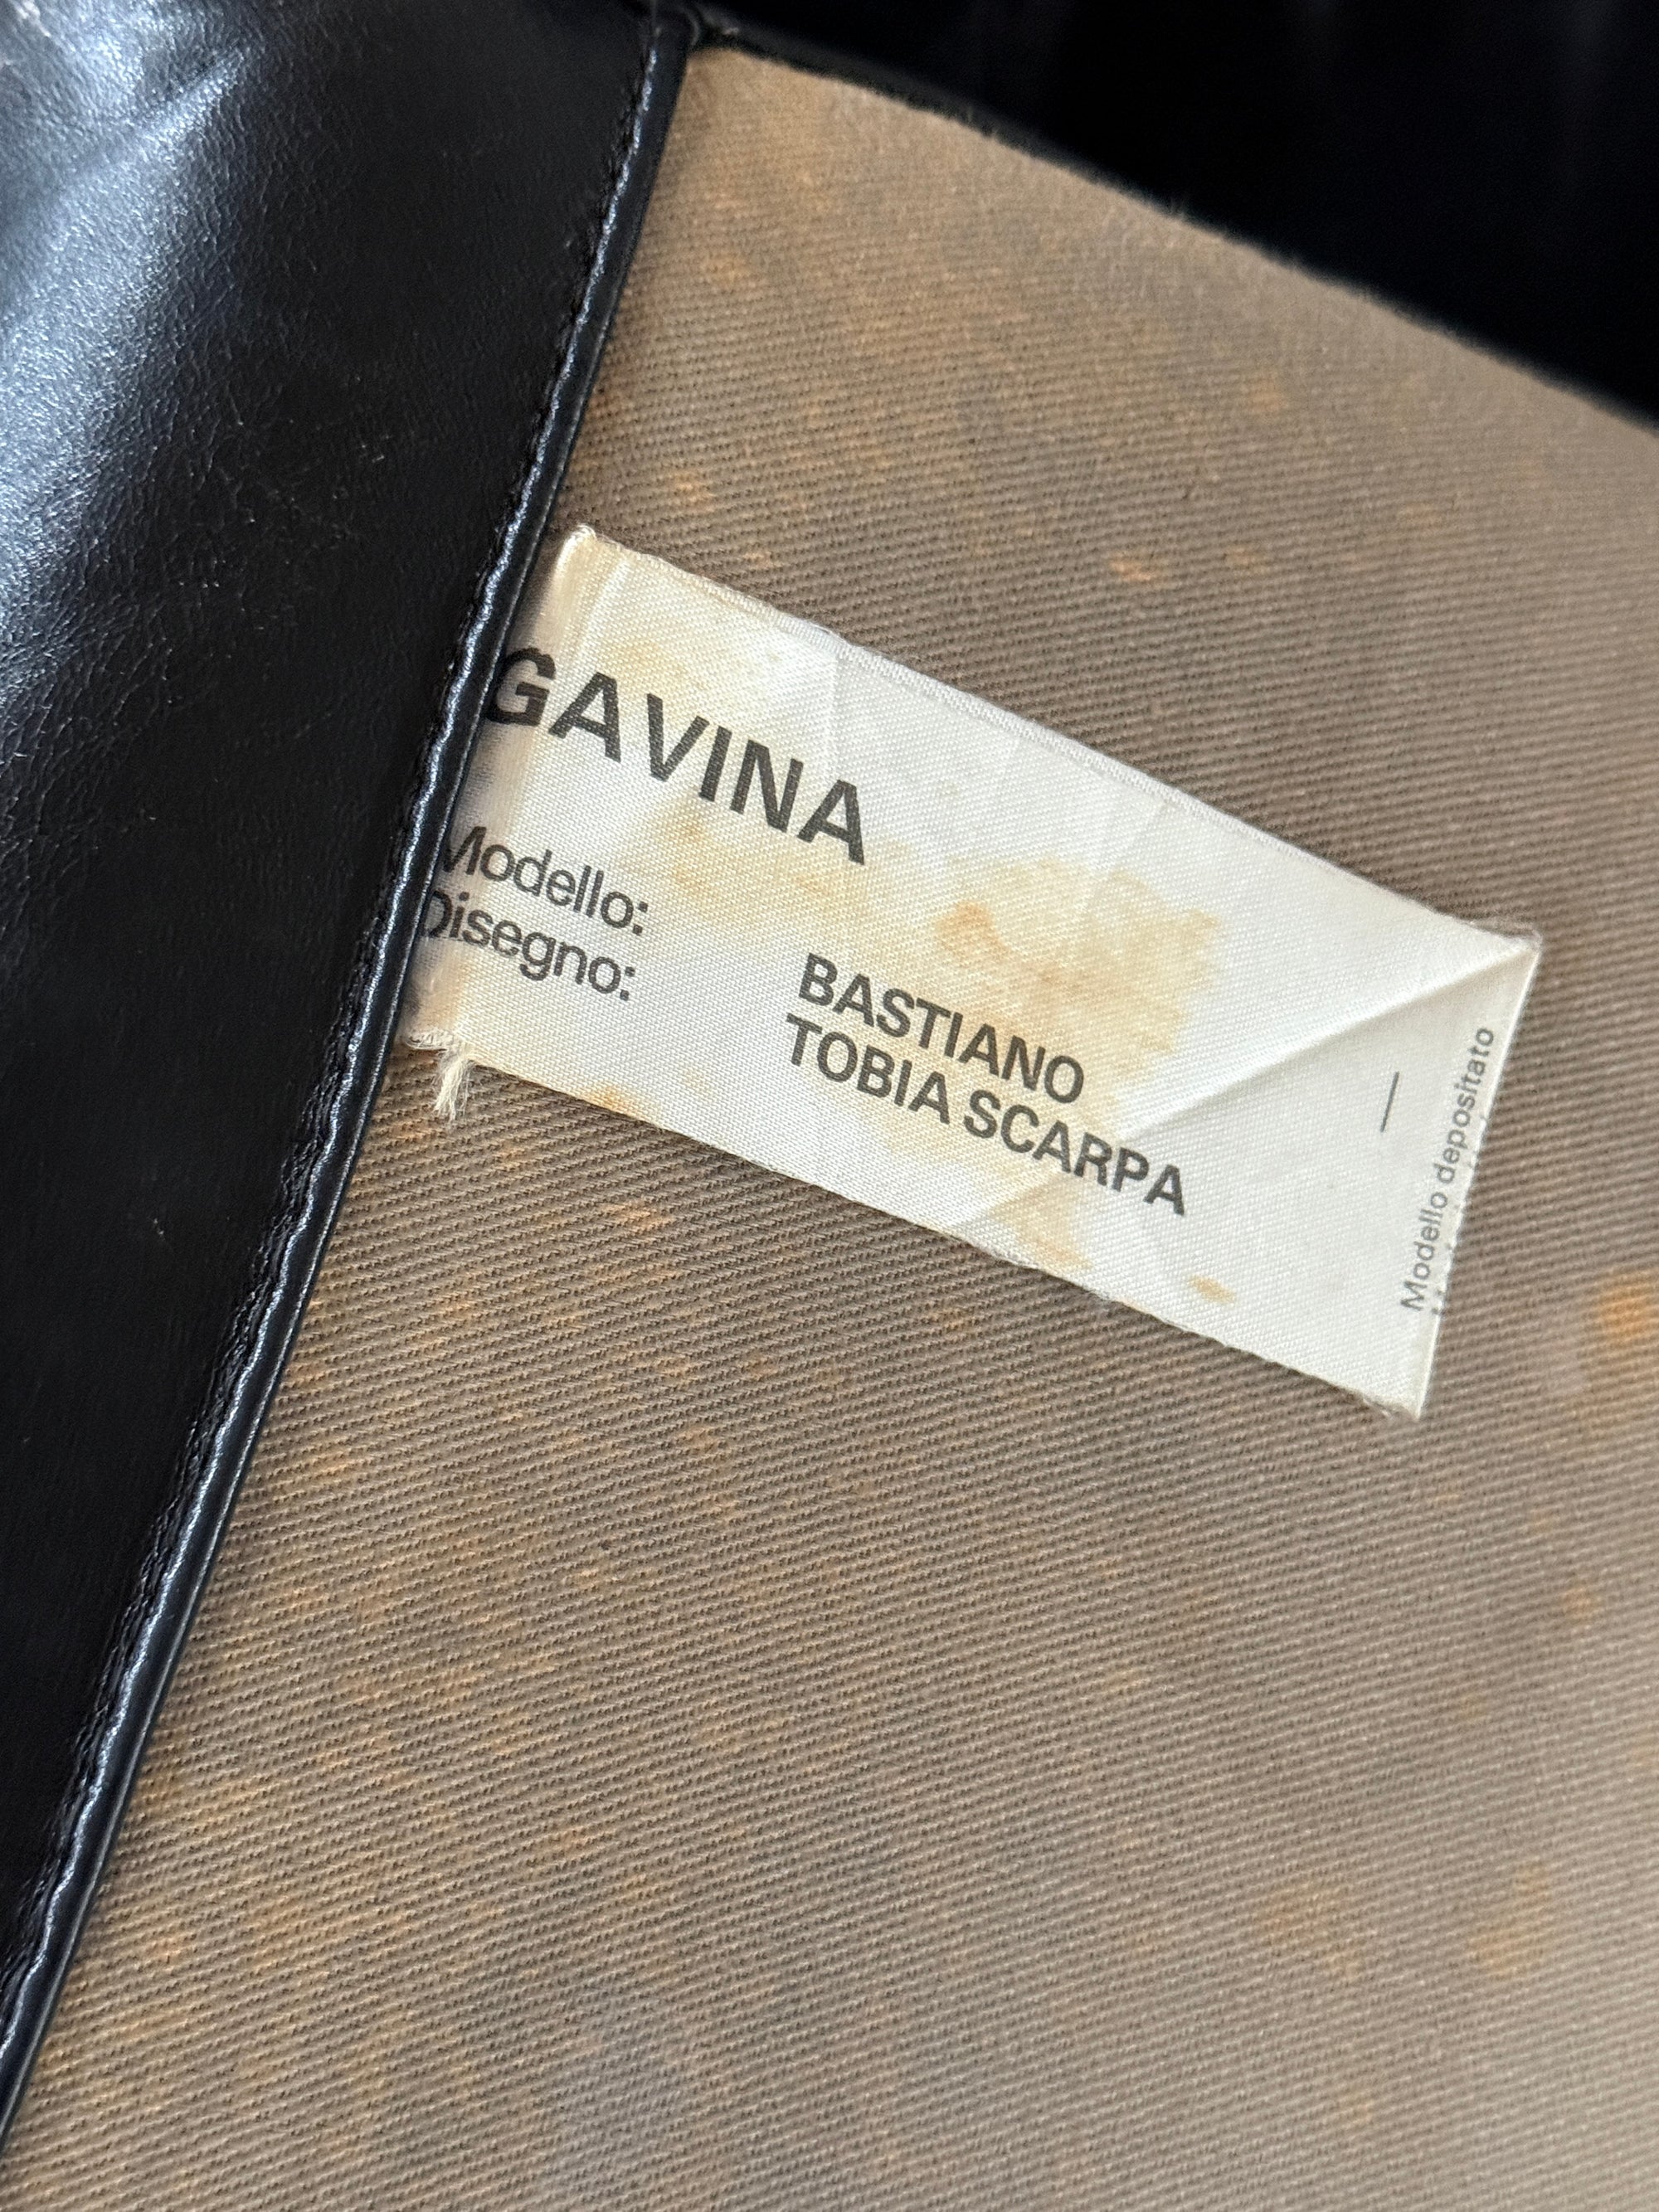 GAVINA
Modello: BASTIANO
Disegno: TOBIA SCARPA
Modello depositato